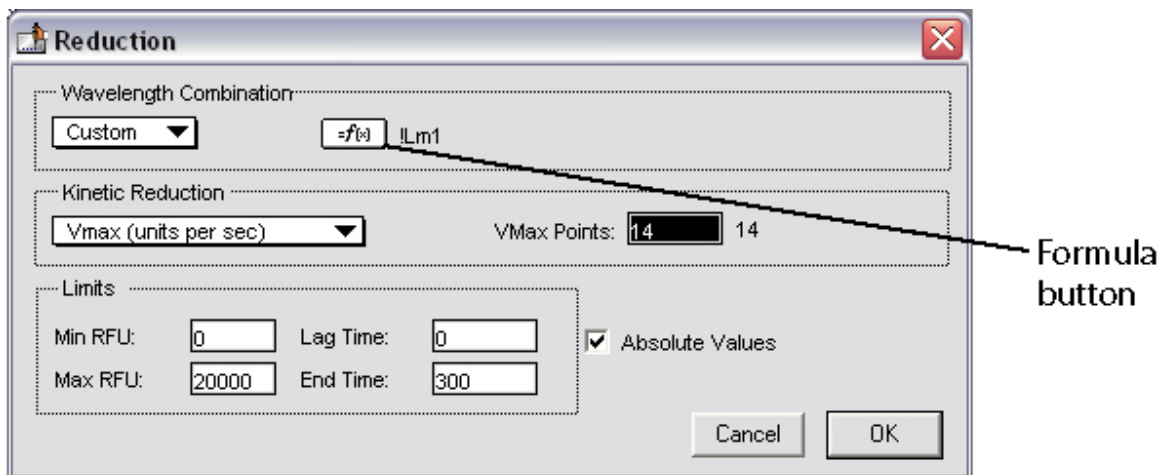 Reduction
Wavelength Combination
Custom =f(x) !Lm1
Kinetic Reduction
Vmax (units per sec) VMax Points: 14 14
Formula
button
Limits
Min RFU: 0 Lag Time: 0
Absolute Values
Max RFU: 20000 End Time: 300
Cancel OK